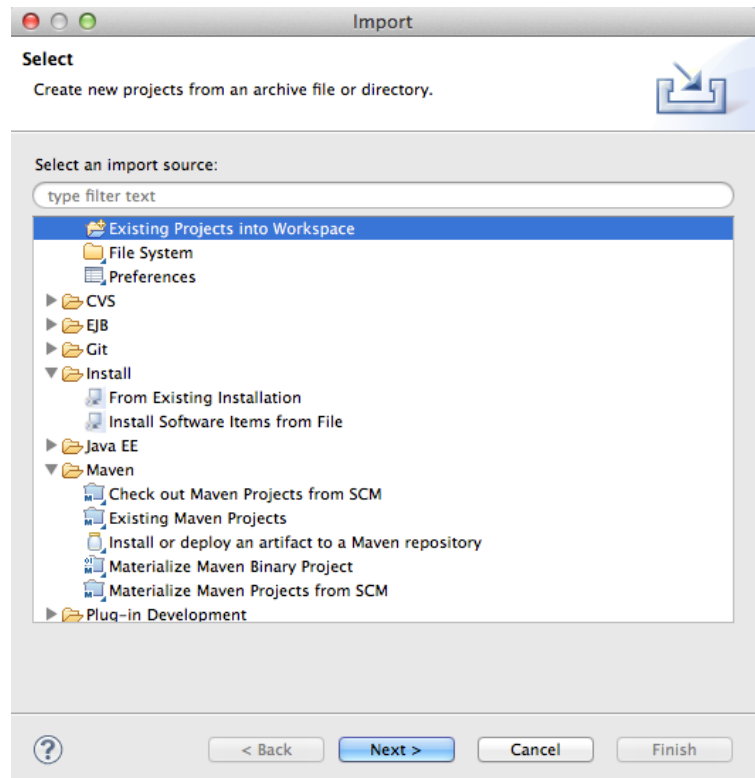 Import
Select
Create new projects from an archive file or directory.
Select an import source:
type filter text
Existing Projects into Workspace
File System
Preferences
CVS
EJB
Git
Install
From Existing Installation
Install Software Items from File
Java EE
Maven
Check out Maven Projects from SCM
Existing Maven Projects
Install or deploy an artifact to a Maven repository
Materialize Maven Binary Project
Materialize Maven Projects from SCM
Plug-in Development
? < Back Next > Cancel Finish